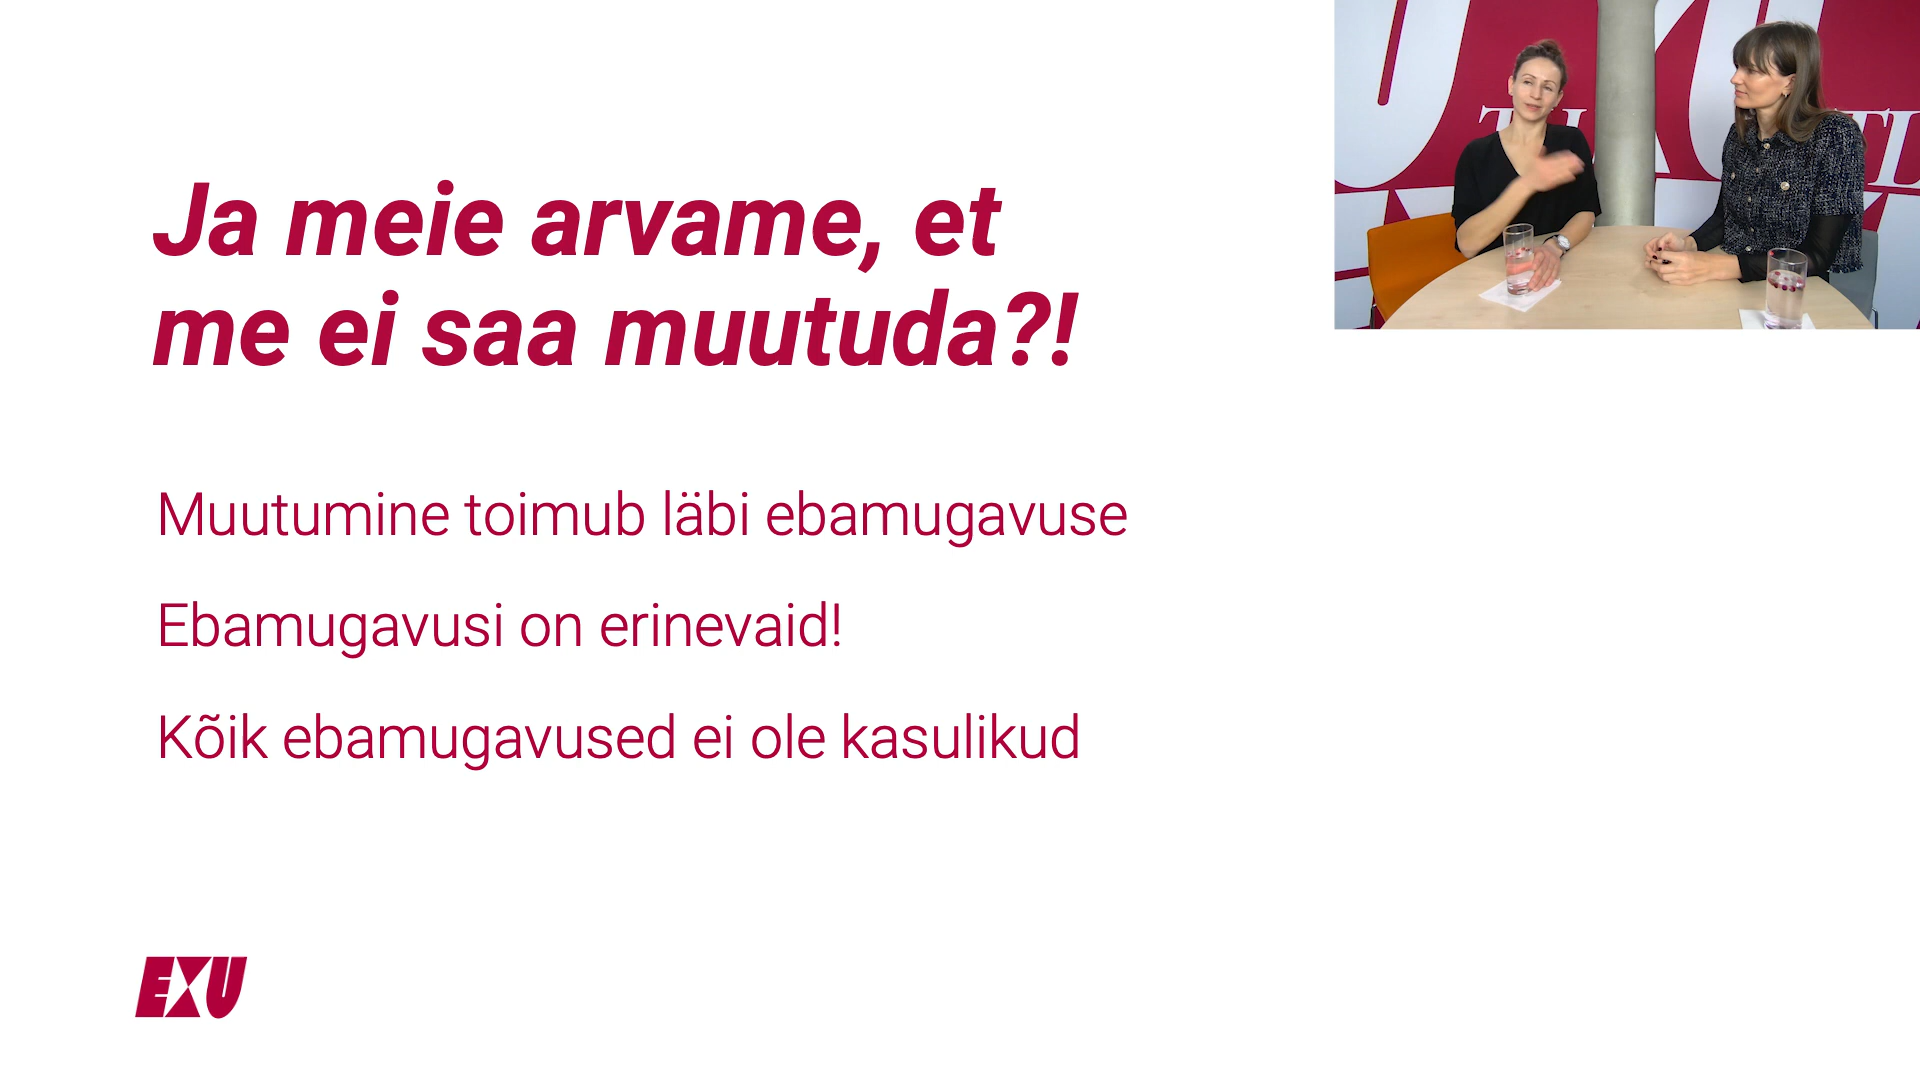 Ja meie arvame, et
me ei saa muutuda?!
Muutumine toimub läbi ebamugavuse
Ebamugavusi on erinevaid!
Kõik ebamugavused ei ole kasulikud
EXU